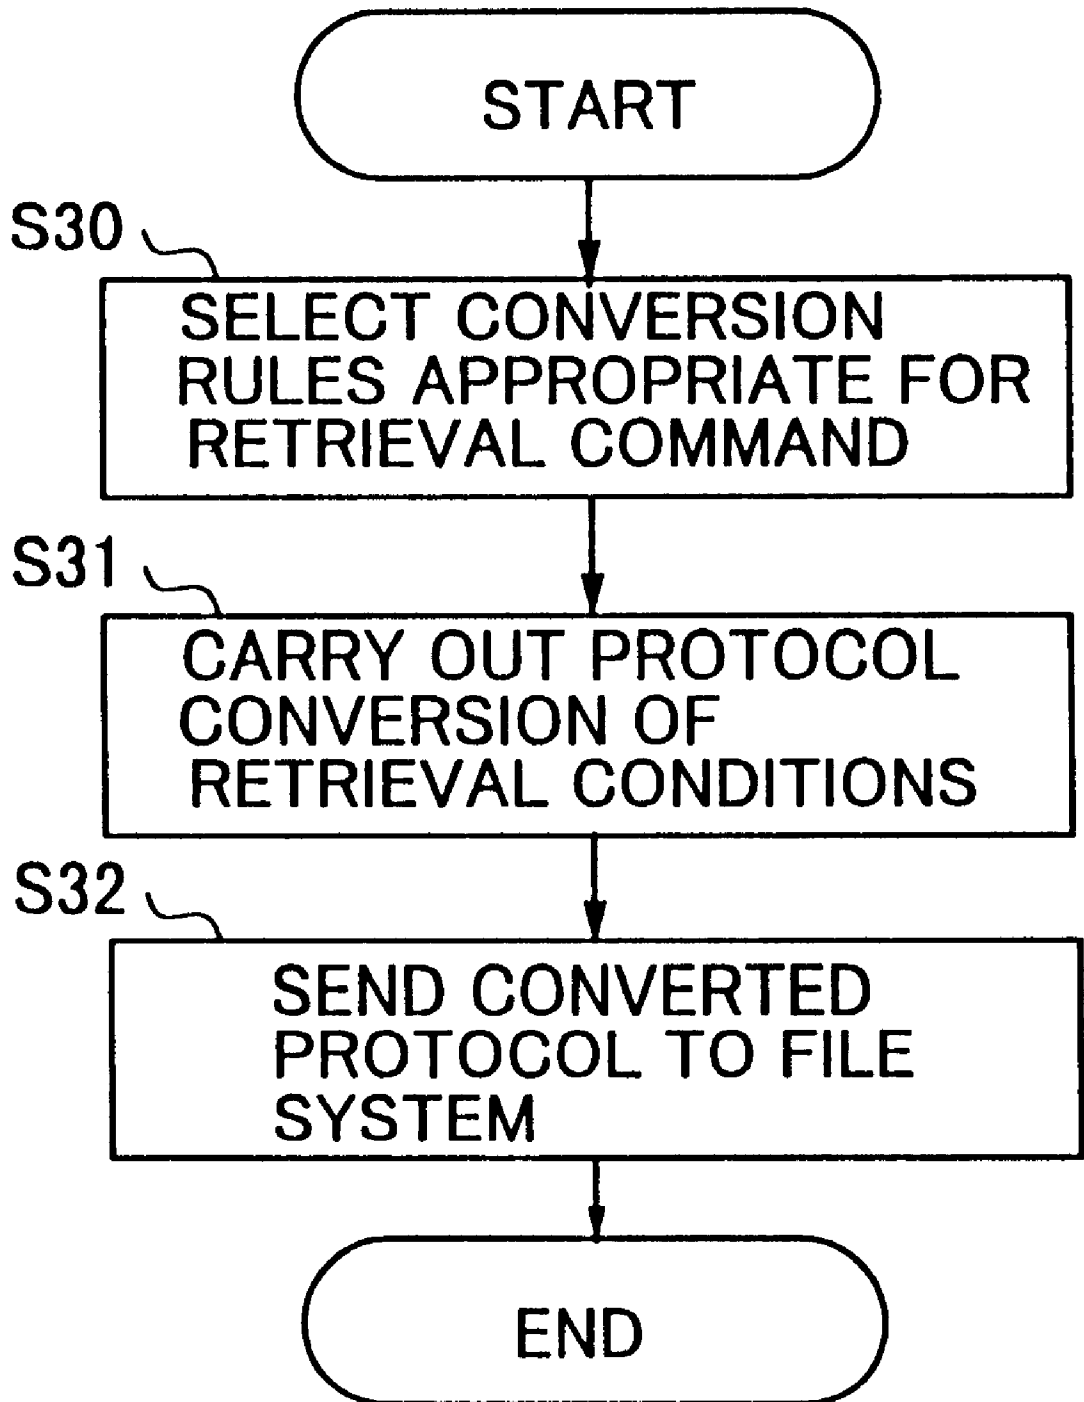 START
S30
SELECT CONVERSION
RULES APPROPRIATE FOR
RETRIEVAL COMMAND
S31
CARRY OUT PROTOCOL
CONVERSION OF
RETRIEVAL CONDITIONS
S32
SEND CONVERTED
PROTOCOL TO FILE
SYSTEM
END